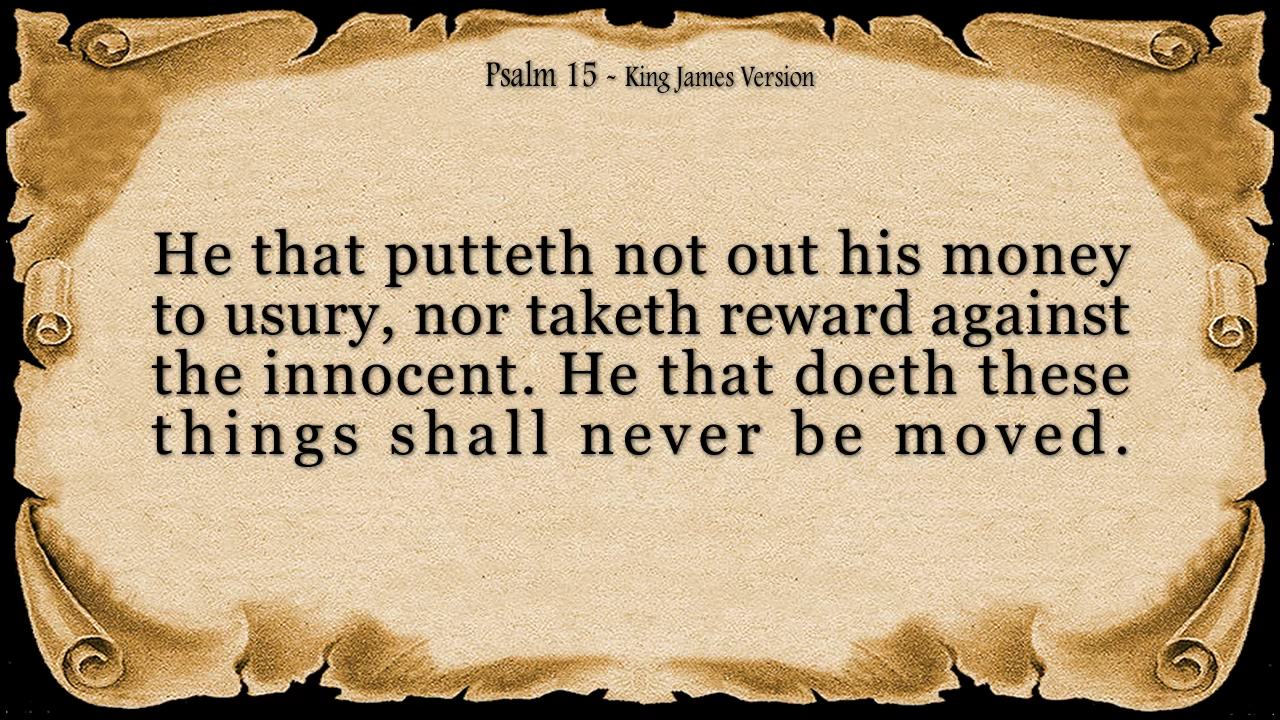 Psalm 15 - King James Version
He that putteth not out his money
to usury, nor taketh reward against
the innocent. He that doeth these
things shall never be moved.